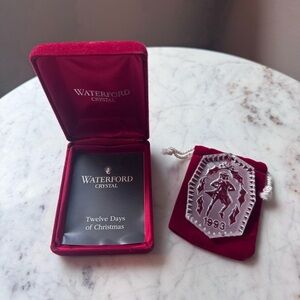 WATERFORD
CRYSTAL
WATERFORD
CRYSTAL
Twelve Days
of Christmas
1993